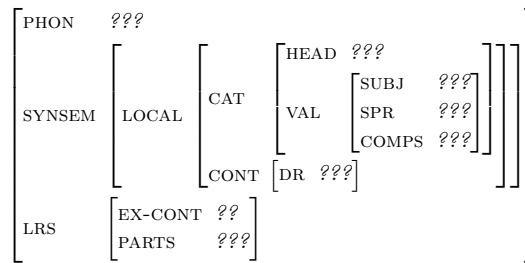 PHON ???
HEAD ???
SUBJ ???
SYNSEM LOCAL CAT VAL SPR ???
COMPS ???
CONT [DR ???]
EX-CONT ??
LRS
PARTS ???